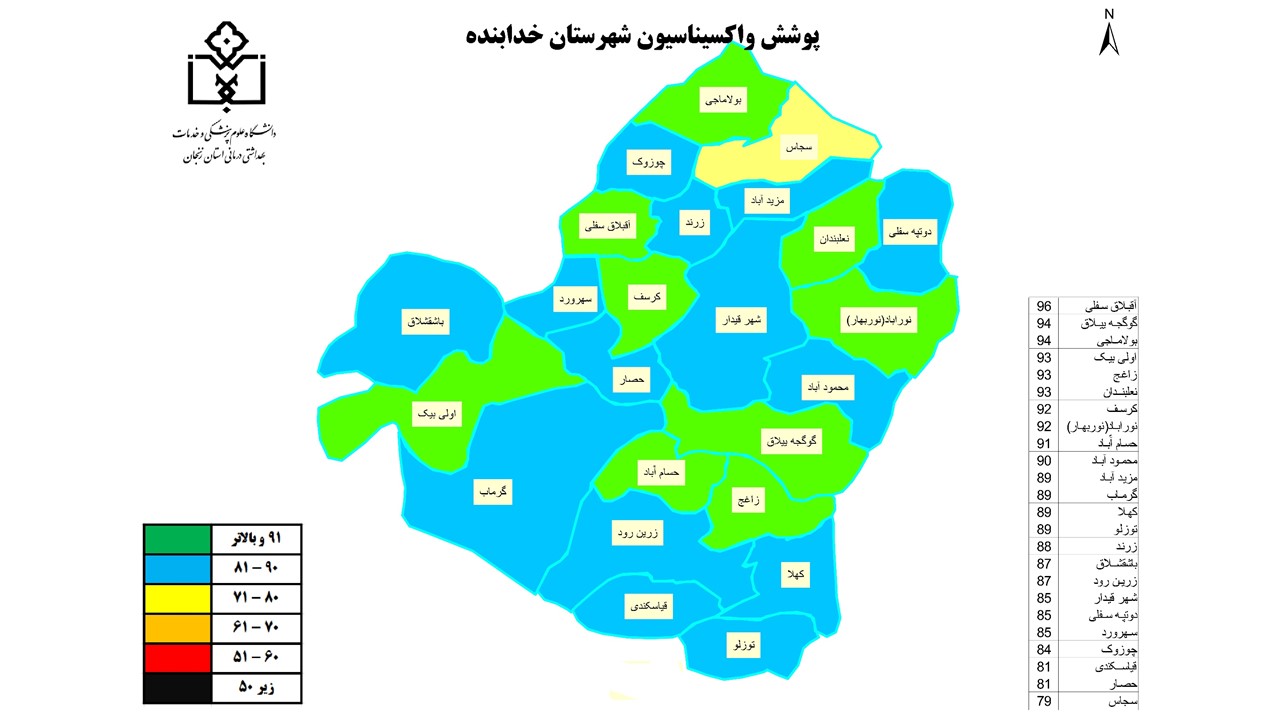 پوشش واکسیناسیون شهرستان خدابنده
N
دانشگاه علوم پزشکی و خدمات
بهداشتی درمانی استان زنجان
بولاماجی
سجاس
چوزوک
مزید آباد
آقبلاق سفلی
زرند
نعلبندان
دوتپه سفلی
سهرورد
کرسف
شهر قیدار
نوراباد(نوربهار)
باشقشلاق
حصار
محمود آباد
اولی بیک
گوگجه ییلاق
حسام آباد
زاغج
گرماب
زرین رود
کهلا
قیاسکندی
توزلو
۹۱ و بالاتر
۸۱ – ۹۰
۷۱ – ۸۰
۶۱ – ۷۰
۵۱ – ۶۰
زیر ۵۰
آقبلاق سفلی 96
گوگجه ییلاق 94
بولاماجی 94
اولی بیک 93
زاغج 93
نعلبندان 93
کرسف 92
نوراباد(نوربهار) 92
حسام آباد 91
محمود آباد 90
مزید آباد 89
گرماب 89
کهلا 89
توزلو 89
زرند 88
باشقشلاق 87
زرین رود 87
شهر قیدار 85
دوتپه سفلی 85
سهرورد 85
چوزوک 84
قیاسکندی 81
حصار 81
سجاس 79